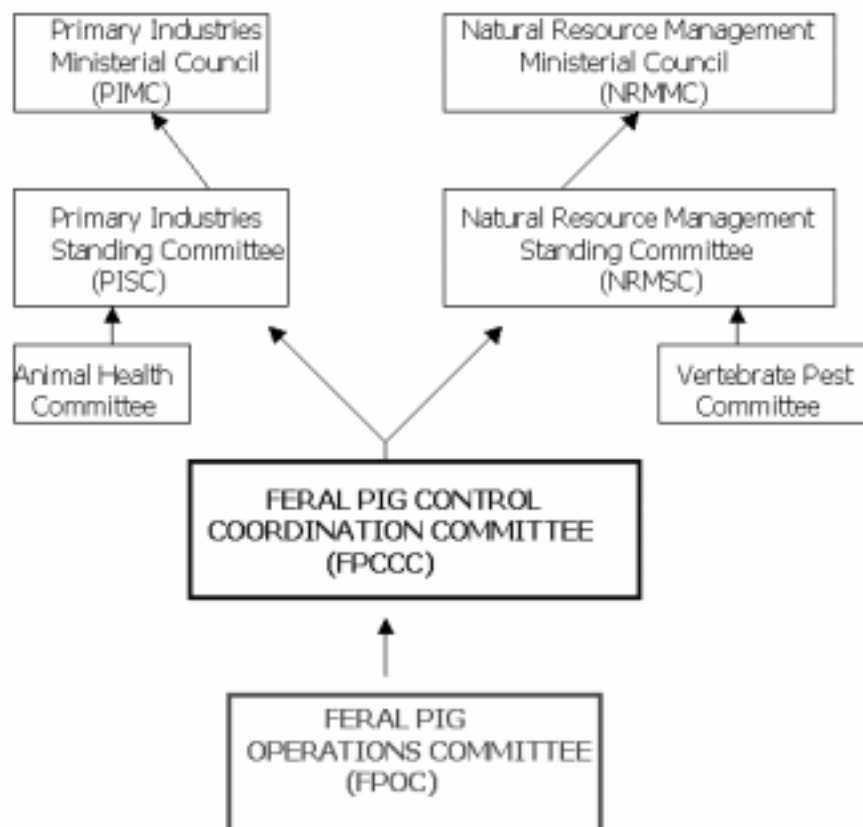 Primary Industries
Ministerial Council
(PIMC)
Natural Resource Management
Ministerial Council
(NRMMC)
Primary Industries
Standing Committee
(PISC)
Natural Resource Management
Standing Committee
(NRMSC)
Animal Health
Committee
Vertebrate Pest
Committee
FERAL PIG CONTROL
COORDINATION COMMITTEE
(FPCCC)
FERAL PIG
OPERATIONS COMMITTEE
(FPOC)